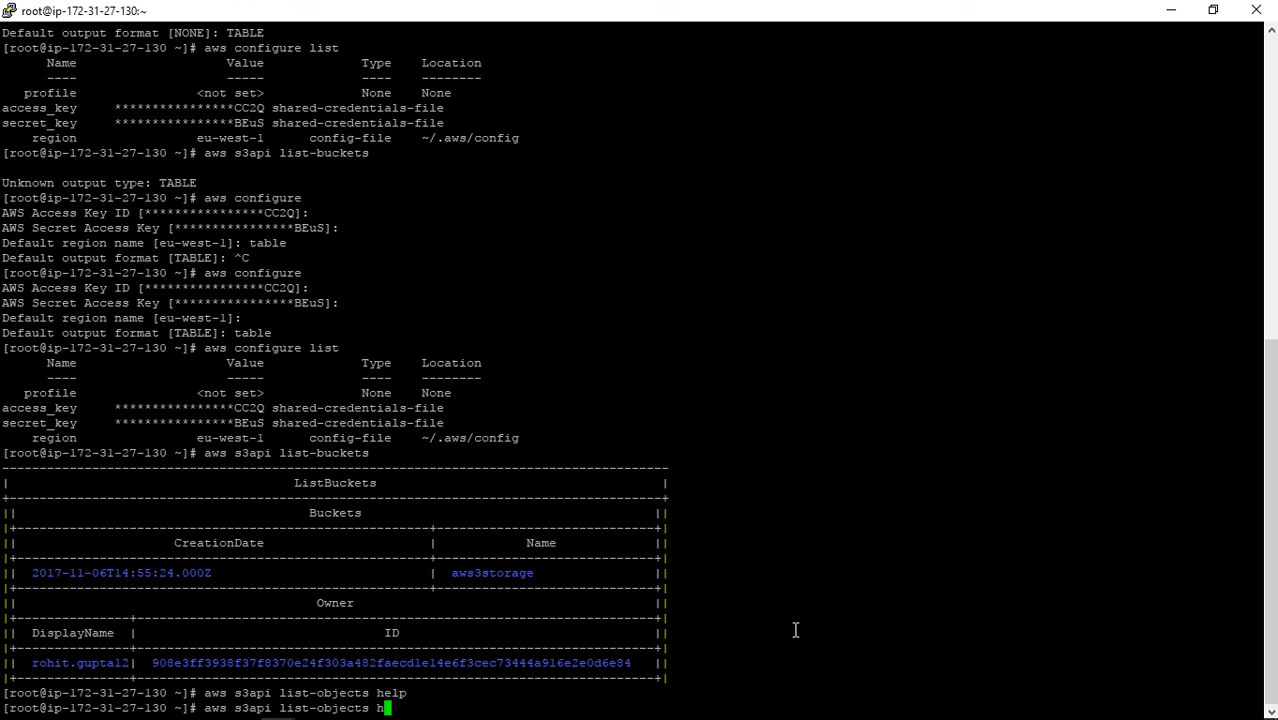 root@ip-172-31-27-130:~
Default output format [NONE]: TABLE
[root@ip-172-31-27-130 ~]# aws configure list
      Name                    Value             Type    Location
      ----                    -----             ----    --------
   profile                <not set>             None    None
access_key     ****************CC2Q shared-credentials-file
secret_key     ****************BEuS shared-credentials-file
    region                eu-west-1      config-file    ~/.aws/config
[root@ip-172-31-27-130 ~]# aws s3api list-buckets
Unknown output type: TABLE
[root@ip-172-31-27-130 ~]# aws configure
AWS Access Key ID [****************CC2Q]:
AWS Secret Access Key [****************BEuS]:
Default region name [eu-west-1]: table
Default output format [TABLE]: ^C
[root@ip-172-31-27-130 ~]# aws configure
AWS Access Key ID [****************CC2Q]:
AWS Secret Access Key [****************BEuS]:
Default region name [eu-west-1]:
Default output format [TABLE]: table
[root@ip-172-31-27-130 ~]# aws configure list
      Name                    Value             Type    Location
      ----                    -----             ----    --------
   profile                <not set>             None    None
access_key     ****************CC2Q shared-credentials-file
secret_key     ****************BEuS shared-credentials-file
    region                eu-west-1      config-file    ~/.aws/config
[root@ip-172-31-27-130 ~]# aws s3api list-buckets
ListBuckets
Buckets
CreationDate | Name
2017-11-06T14:55:24.000Z | aws3storage
Owner
DisplayName | ID
rohit.gupta12| 908e3ff3938f37f8370e24f303a482faecd1e14e6f3cec73444a916e2e0d6e84
[root@ip-172-31-27-130 ~]# aws s3api list-objects help
[root@ip-172-31-27-130 ~]# aws s3api list-objects h